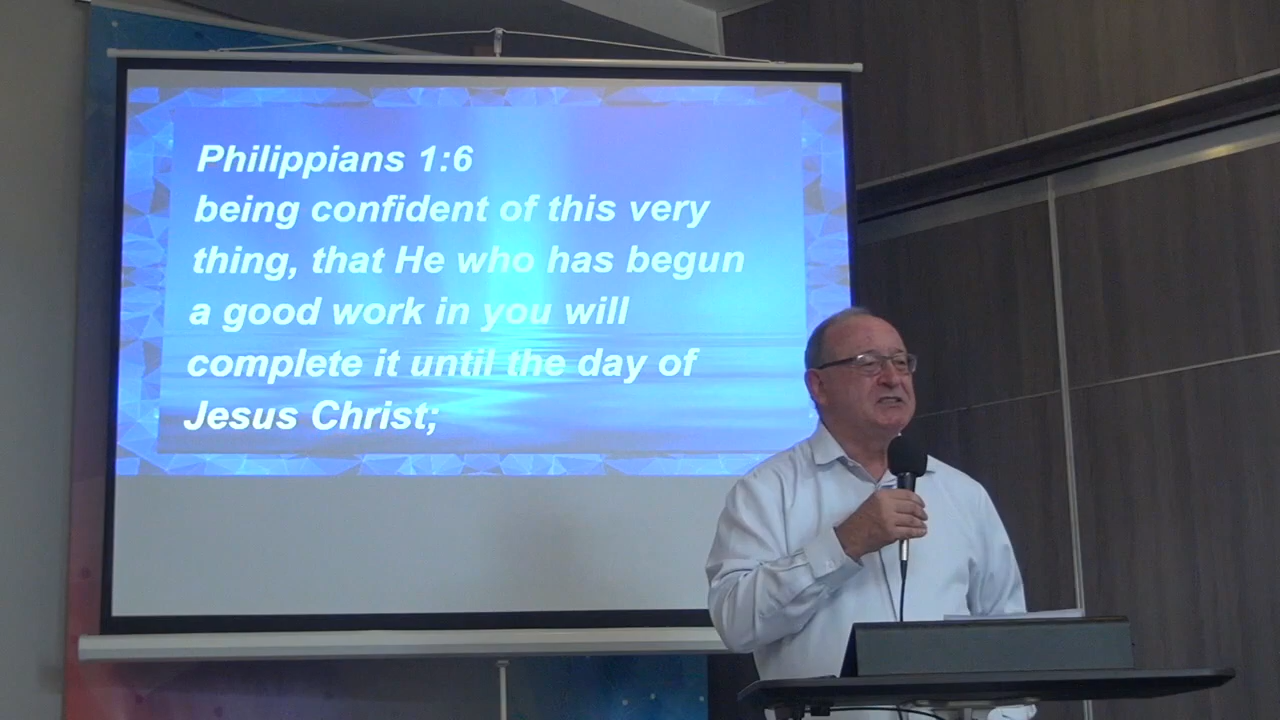 Philippians 1:6
being confident of this very
thing, that He who has begun
a good work in you will
complete it until the day of
Jesus Christ;